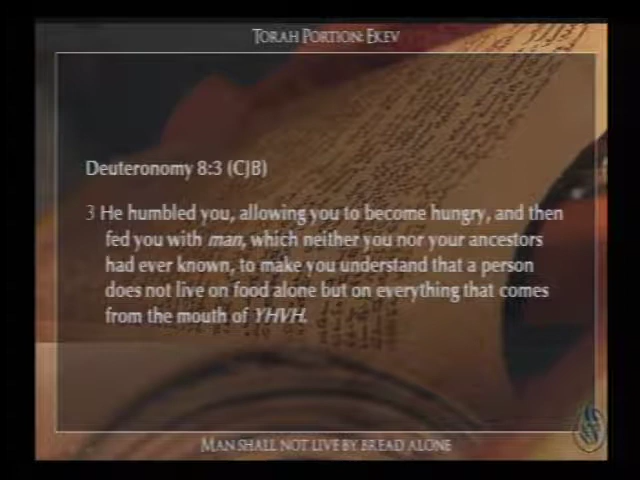 TORAH PORTION: EKEV
Deuteronomy 8:3 (CJB)
3 He humbled you, allowing you to become hungry, and then
fed you with man, which neither you nor your ancestors
had ever known, to make you understand that a person
does not live on food alone but on everything that comes
from the mouth of YHVH.
MAN SHALL NOT LIVE BY BREAD ALONE